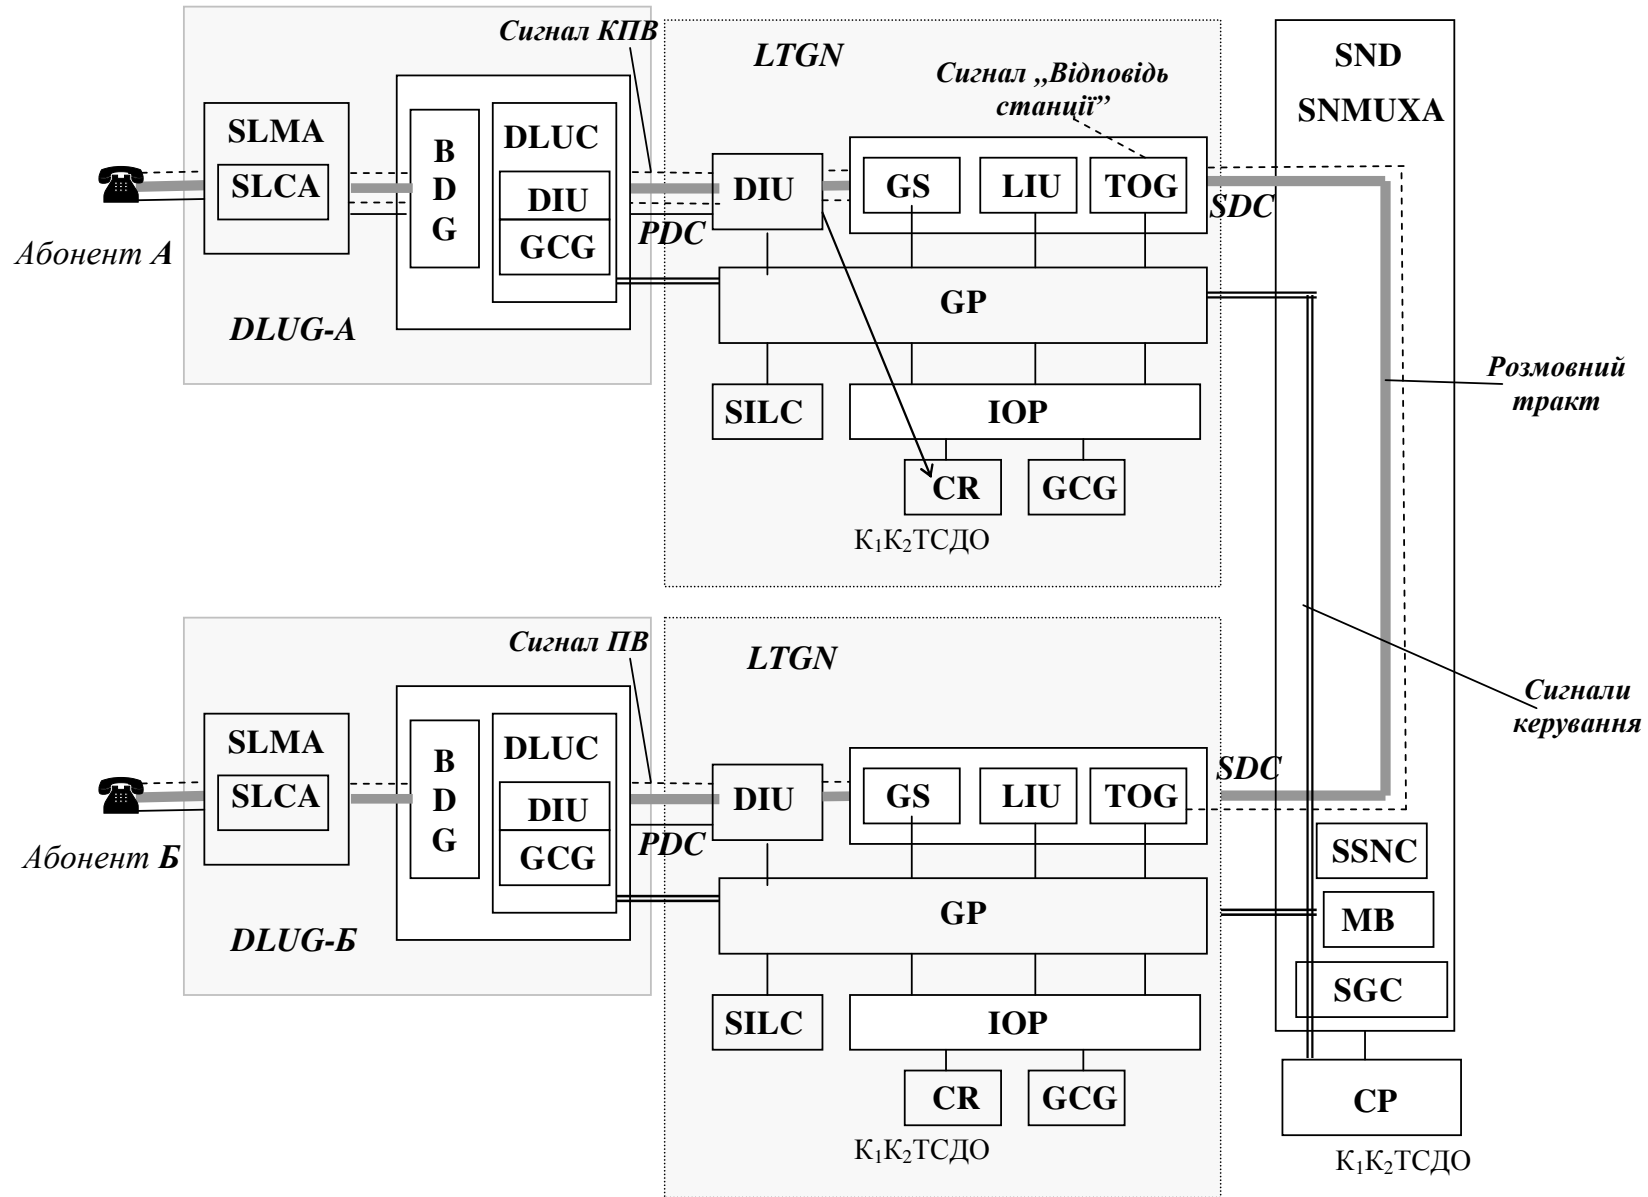 Сигнал КПВ
LTGN
Сигнал „Відповідь
станції”
SND
SNMUXA
SLMA
SLCA
B
D
G
DLUC
DIU
GCG
PDC
DIU
GS
LIU
TOG
SDC
Абонент А
DLUG-А
GP
SILC
IOP
CR
GCG
К₁К₂ТСДО
Розмовний
тракт
Сигнал ПВ
LTGN
Сигнали
керування
SLMA
SLCA
B
D
G
DLUC
DIU
GCG
PDC
DIU
GS
LIU
TOG
SDC
Абонент Б
DLUG-Б
GP
SILC
IOP
CR
GCG
К₁К₂ТСДО
SSNC
MB
SGC
CP
К₁К₂ТСДО